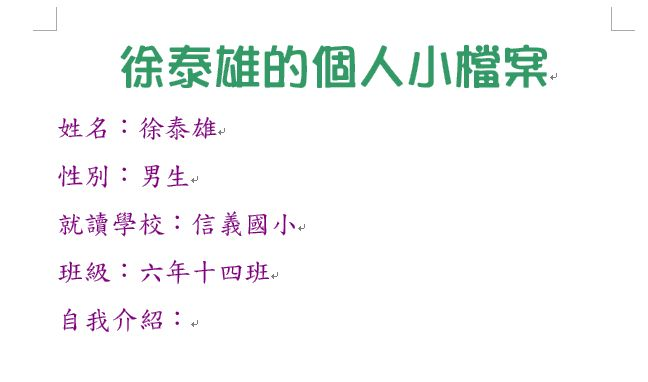 徐泰雄的個人小檔案
姓名：徐泰雄
性別：男生
就讀學校：信義國小
班級：六年十四班
自我介紹：